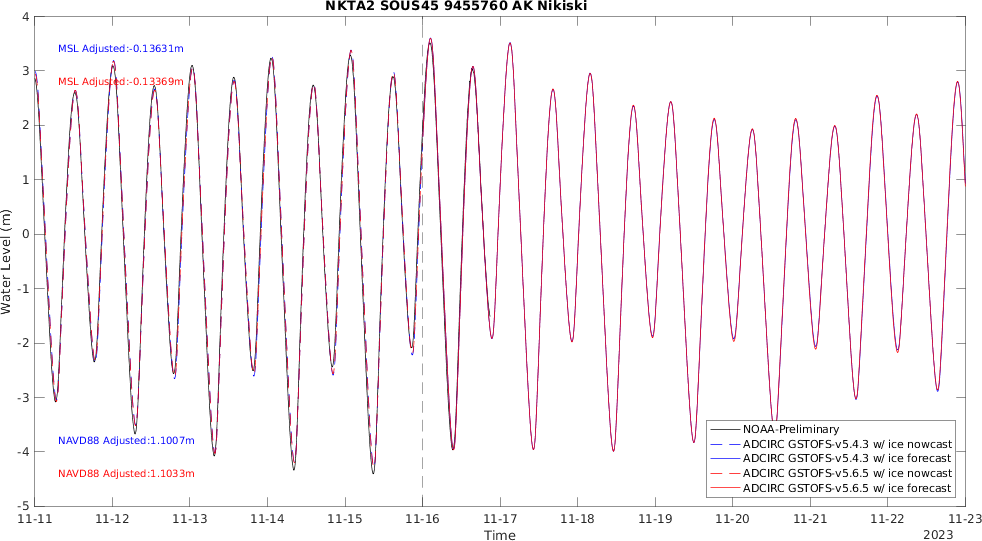 NKTA2 SOUS45 9455760 AK Nikiski
Water Level (m)
4
3
2
1
0
-1
-2
-3
-4
-5
MSL Adjusted:-0.13631m
MSL Adjusted:-0.13369m
NAVD88 Adjusted:1.1007m
NAVD88 Adjusted:1.1033m
NOAA-Preliminary
ADCIRC GSTOFS-v5.4.3 w/ ice nowcast
ADCIRC GSTOFS-v5.4.3 w/ ice forecast
ADCIRC GSTOFS-v5.6.5 w/ ice nowcast
ADCIRC GSTOFS-v5.6.5 w/ ice forecast
11-11 11-12 11-13 11-14 11-15 11-16 11-17 11-18 11-19 11-20 11-21 11-22 11-23
Time
2023